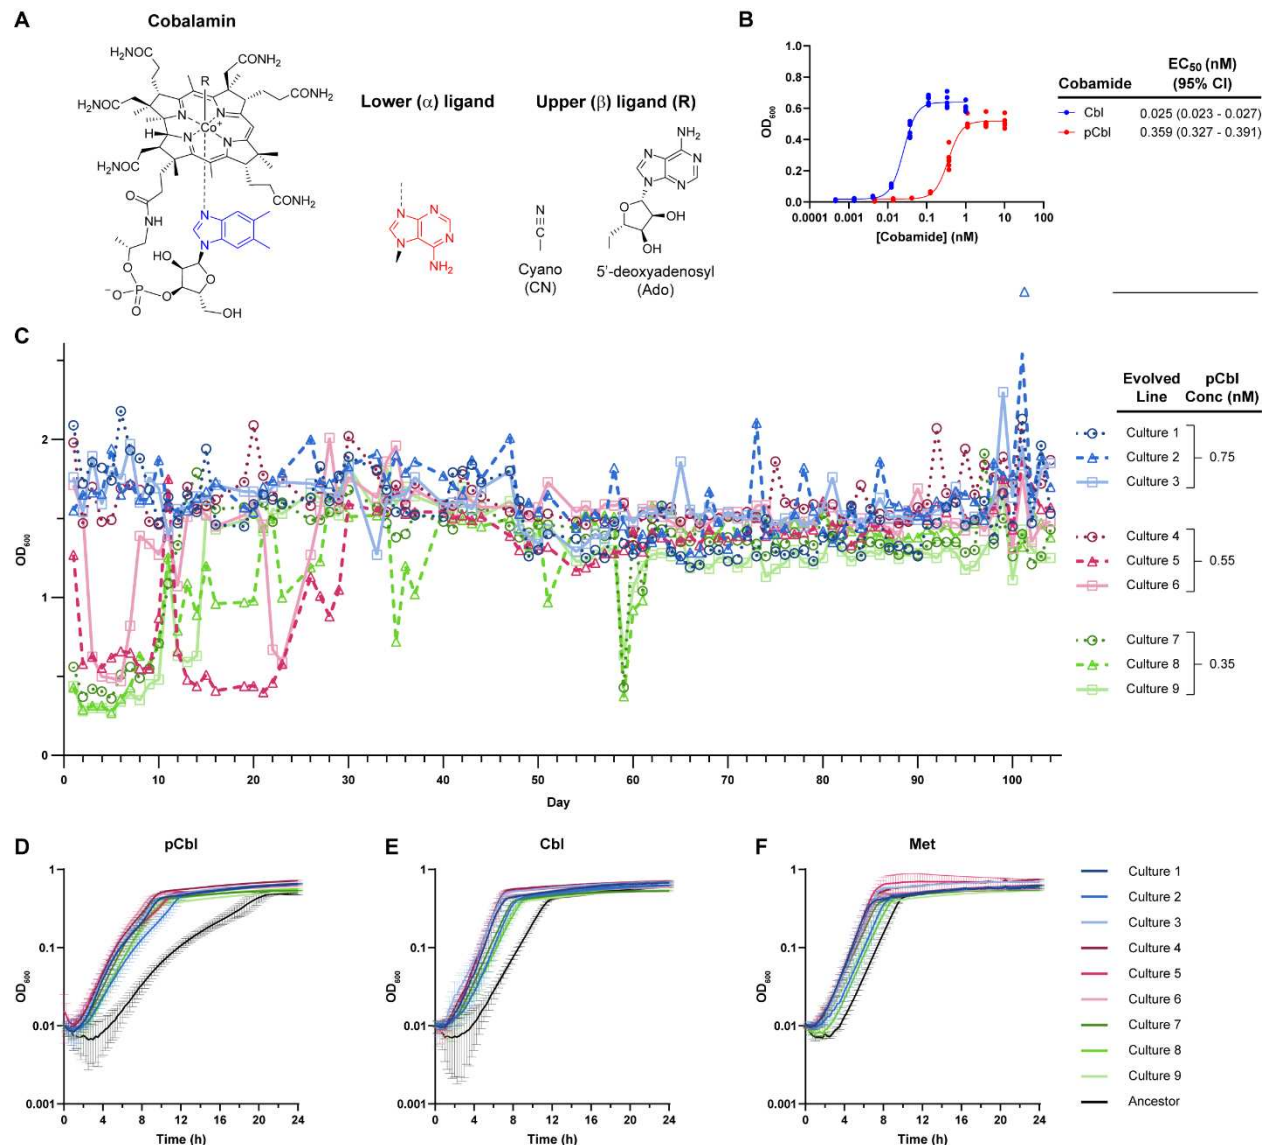 A
Cobalamin
H₂NOC
H₂NOC
R
CONH₂
CONH₂
H₂NOC
N
N
Co⁺
N
N
H₂NOC
CONH₂
O
NH
N
N
HO
O
O
⁻O
P
O
O
OH
Lower (α) ligand
N
N
N
N
NH₂
Upper (β) ligand (R)
N
C
Cyano
(CN)
NH₂
N
N
N
N
O
OH
HO
5'-deoxyadenosyl
(Ado)
B
1.0
0.8
0.6
0.4
0.2
0.0
OD₆₀₀
0.0001 0.001 0.01 0.1 1 10 100
[Cobamide] (nM)
Cobamide EC₅₀ (nM) (95% CI)
Cbl 0.025 (0.023 - 0.027)
pCbl 0.359 (0.327 - 0.391)
C
OD₆₀₀
2
1
0
0 10 20 30 40 50 60 70 80 90 100
Day
Evolved Line pCbl Conc (nM)
Culture 1
Culture 2 0.75
Culture 3
Culture 4
Culture 5 0.55
Culture 6
Culture 7
Culture 8 0.35
Culture 9
D
pCbl
OD₆₀₀
1
0.1
0.01
0.001
0 4 8 12 16 20 24
Time (h)
E
Cbl
OD₆₀₀
1
0.1
0.01
0.001
0 4 8 12 16 20 24
Time (h)
F
Met
OD₆₀₀
1
0.1
0.01
0.001
0 4 8 12 16 20 24
Time (h)
Culture 1
Culture 2
Culture 3
Culture 4
Culture 5
Culture 6
Culture 7
Culture 8
Culture 9
Ancestor